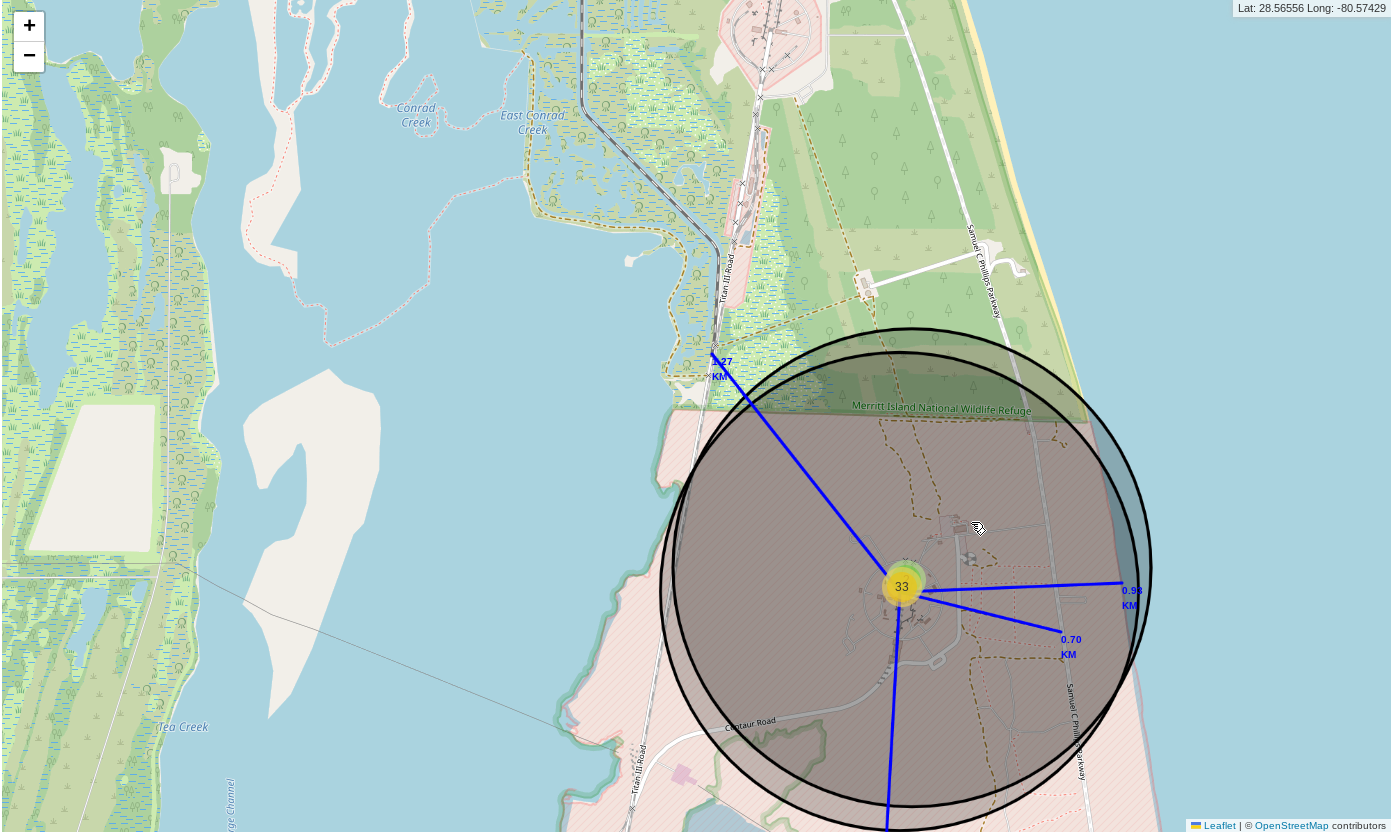 +
−
Lat: 28.56556 Long: -80.57429
Conrad
Creek
East Conrad
Creek
Samuel C Phillips Parkway
Titan III Road
1.27
KM
Merritt Island National Wildlife Refuge
33
0.93
KM
0.70
KM
Samuel C Phillips Parkway
Centaur Road
Titan III Road
Tea Creek
ge Channel
Leaflet | © OpenStreetMap contributors